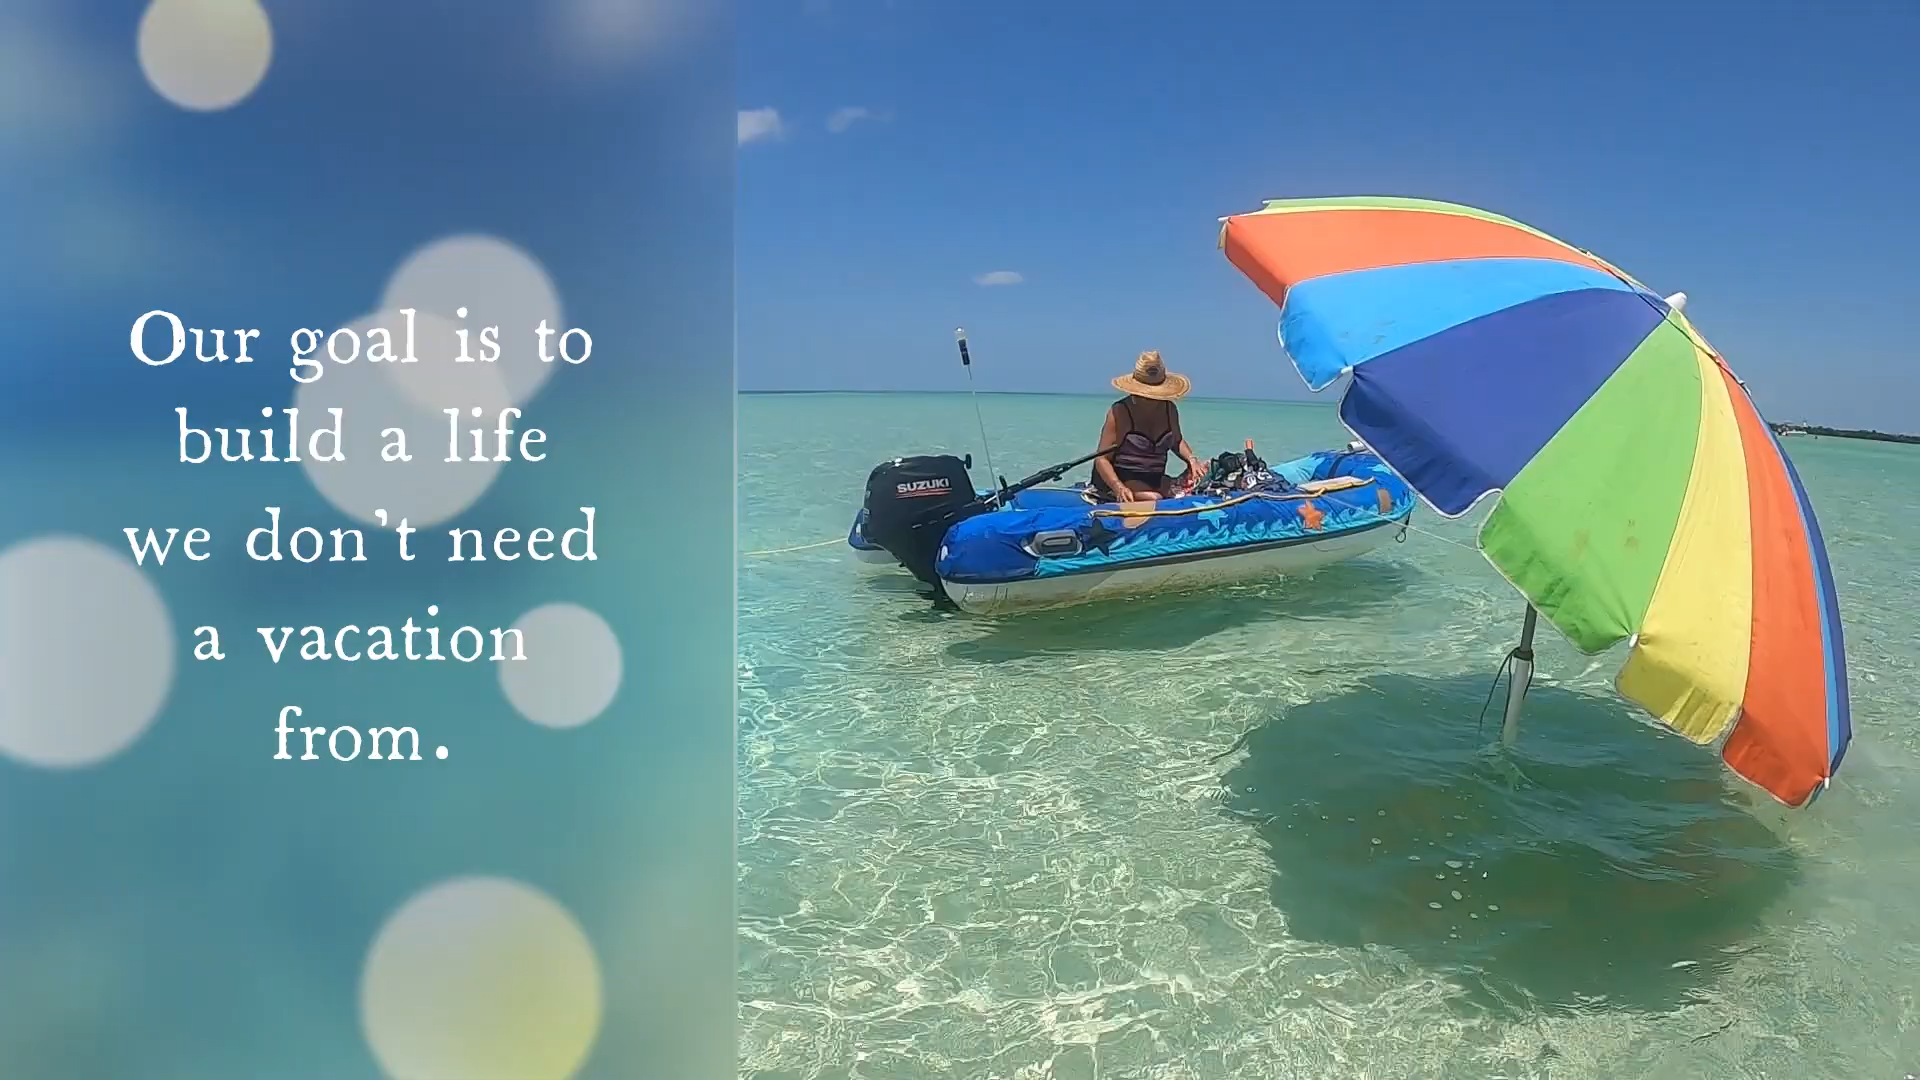 Our goal is to
build a life
we don't need
a vacation
from.
SUZUKI